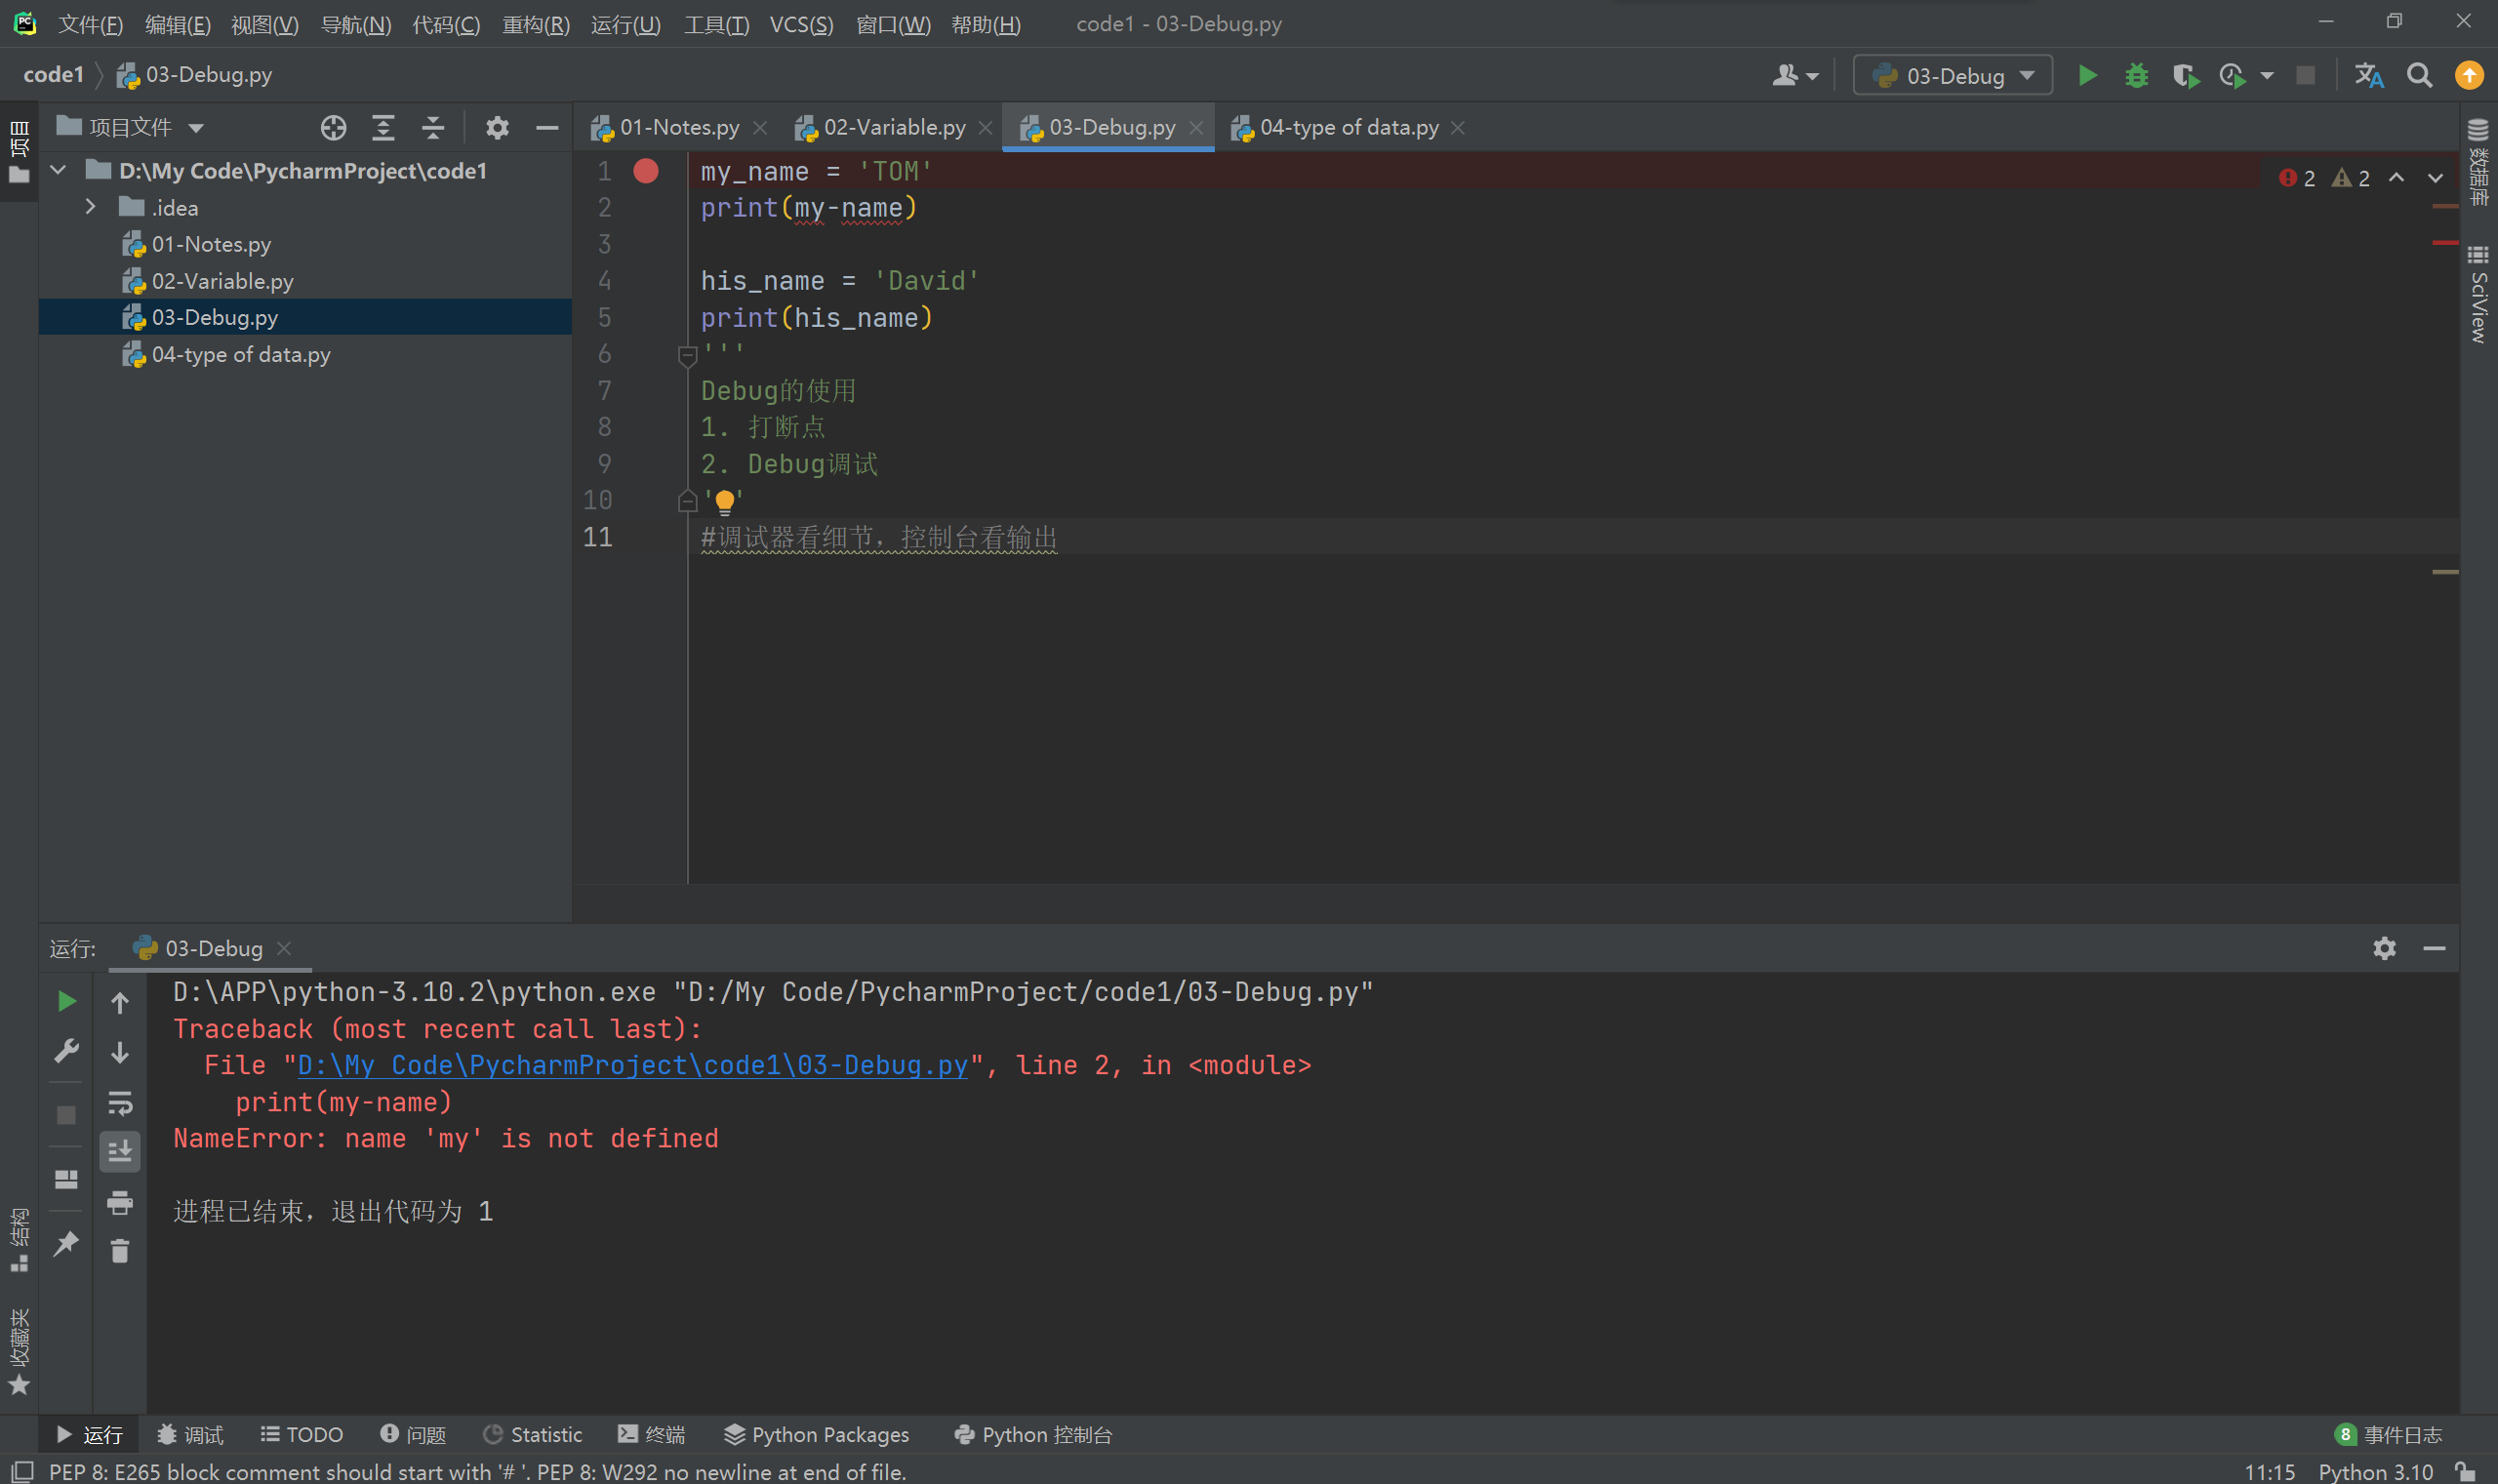 PC 文件(F) 编辑(E) 视图(V) 导航(N) 代码(C) 重构(R) 运行(U) 工具(T) VCS(S) 窗口(W) 帮助(H) code1 - 03-Debug.py
code1 03-Debug.py 03-Debug
项目
项目文件
D:\My Code\PycharmProject\code1
.idea
01-Notes.py
02-Variable.py
03-Debug.py
04-type of data.py
01-Notes.py 02-Variable.py 03-Debug.py 04-type of data.py
2 2
1 my_name = 'TOM'
2 print(my-name)
3
4 his_name = 'David'
5 print(his_name)
6 '''
7 Debug的使用
8 1. 打断点
9 2. Debug调试
10 ' '
11 #调试器看细节，控制台看输出
数据库
SciView
运行: 03-Debug
D:\APP\python-3.10.2\python.exe "D:/My Code/PycharmProject/code1/03-Debug.py"
Traceback (most recent call last):
File "D:\My Code\PycharmProject\code1\03-Debug.py", line 2, in <module>
print(my-name)
NameError: name 'my' is not defined
进程已结束，退出代码为 1
结构
收藏夹
运行 调试 TODO 问题 Statistic 终端 Python Packages Python 控制台 8 事件日志
PEP 8: E265 block comment should start with '# '. PEP 8: W292 no newline at end of file. 11:15 Python 3.10